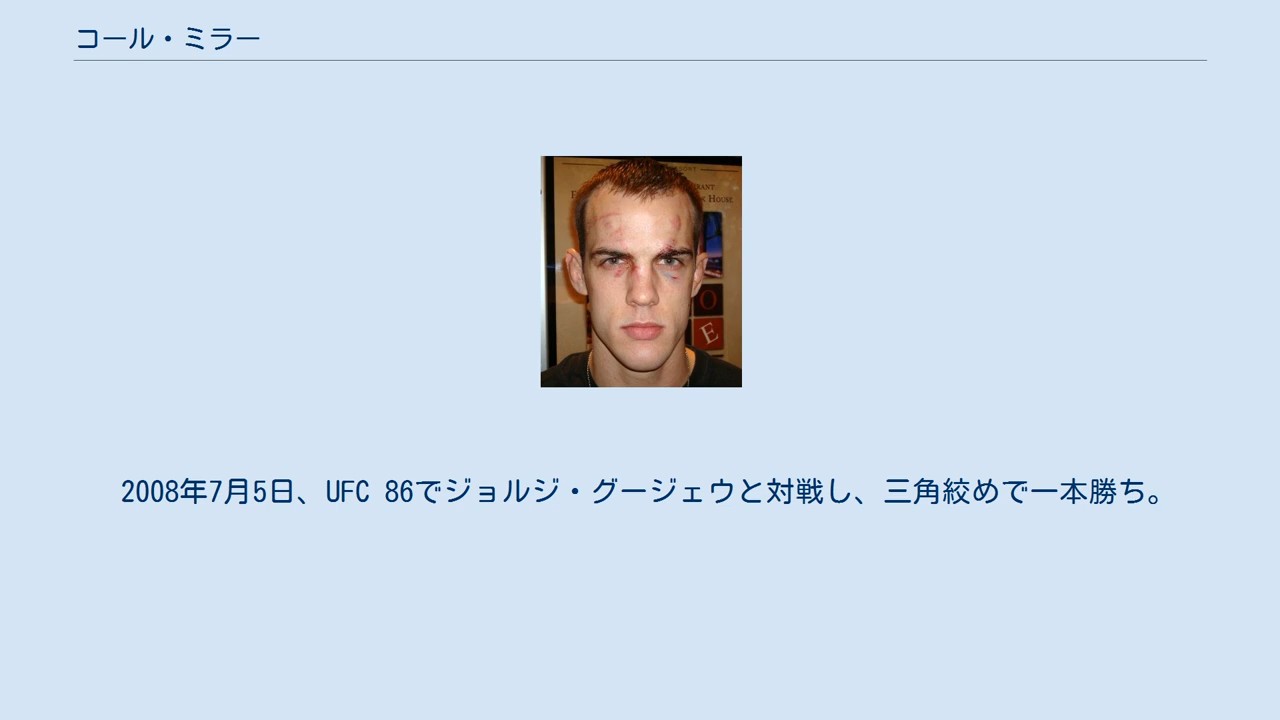 コール・ミラー
RANT
K HOUSE
O
E
2008年7月5日、UFC 86でジョルジ・グージェウと対戦し、三角絞めで一本勝ち。